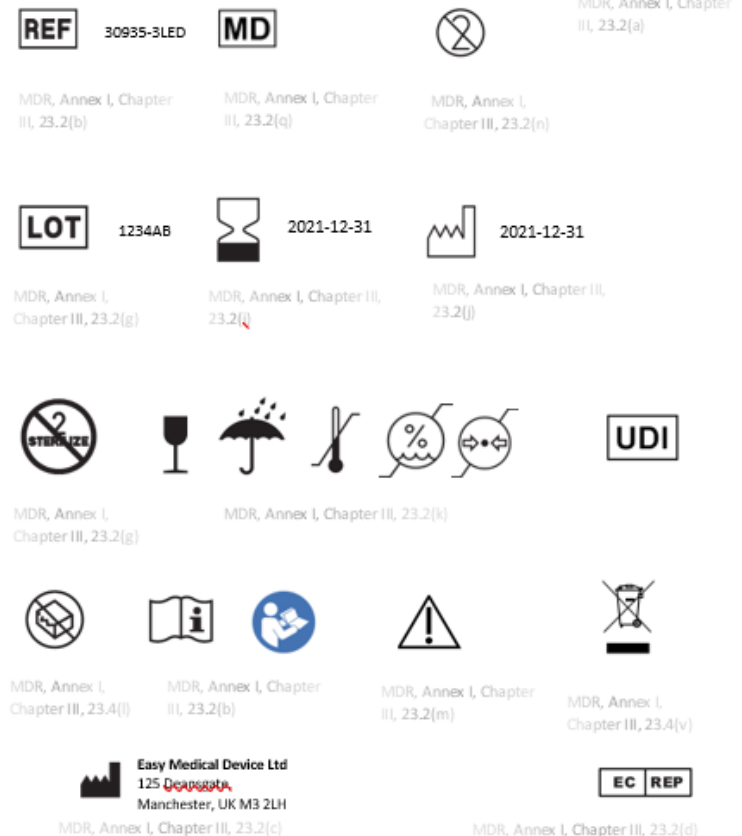 MDR, Annex I, Chapter
III, 23.2(a)
REF 30935-3LED MD 2
MDR, Annex I, Chapter
III, 23.2(b)
MDR, Annex I, Chapter
III, 23.2(q)
MDR, Annex I,
Chapter III, 23.2(n)
LOT 1234AB 2021-12-31 2021-12-31
MDR, Annex I,
Chapter III, 23.2(g)
MDR, Annex I, Chapter III,
23.2(i)
MDR, Annex I, Chapter III,
23.2(j)
2
STERILIZE
%
UDI
MDR, Annex I,
Chapter III, 23.2(g)
MDR, Annex I, Chapter III, 23.2(k)
i
!
MDR, Annex I,
Chapter III, 23.4(l)
MDR, Annex I, Chapter
III, 23.2(b)
MDR, Annex I, Chapter
III, 23.2(m)
MDR, Annex I,
Chapter III, 23.4(v)
Easy Medical Device Ltd
125 Deansgate,
Manchester, UK M3 2LH
EC REP
MDR, Annex I, Chapter III, 23.2(c)
MDR, Annex I, Chapter III, 23.2(d)